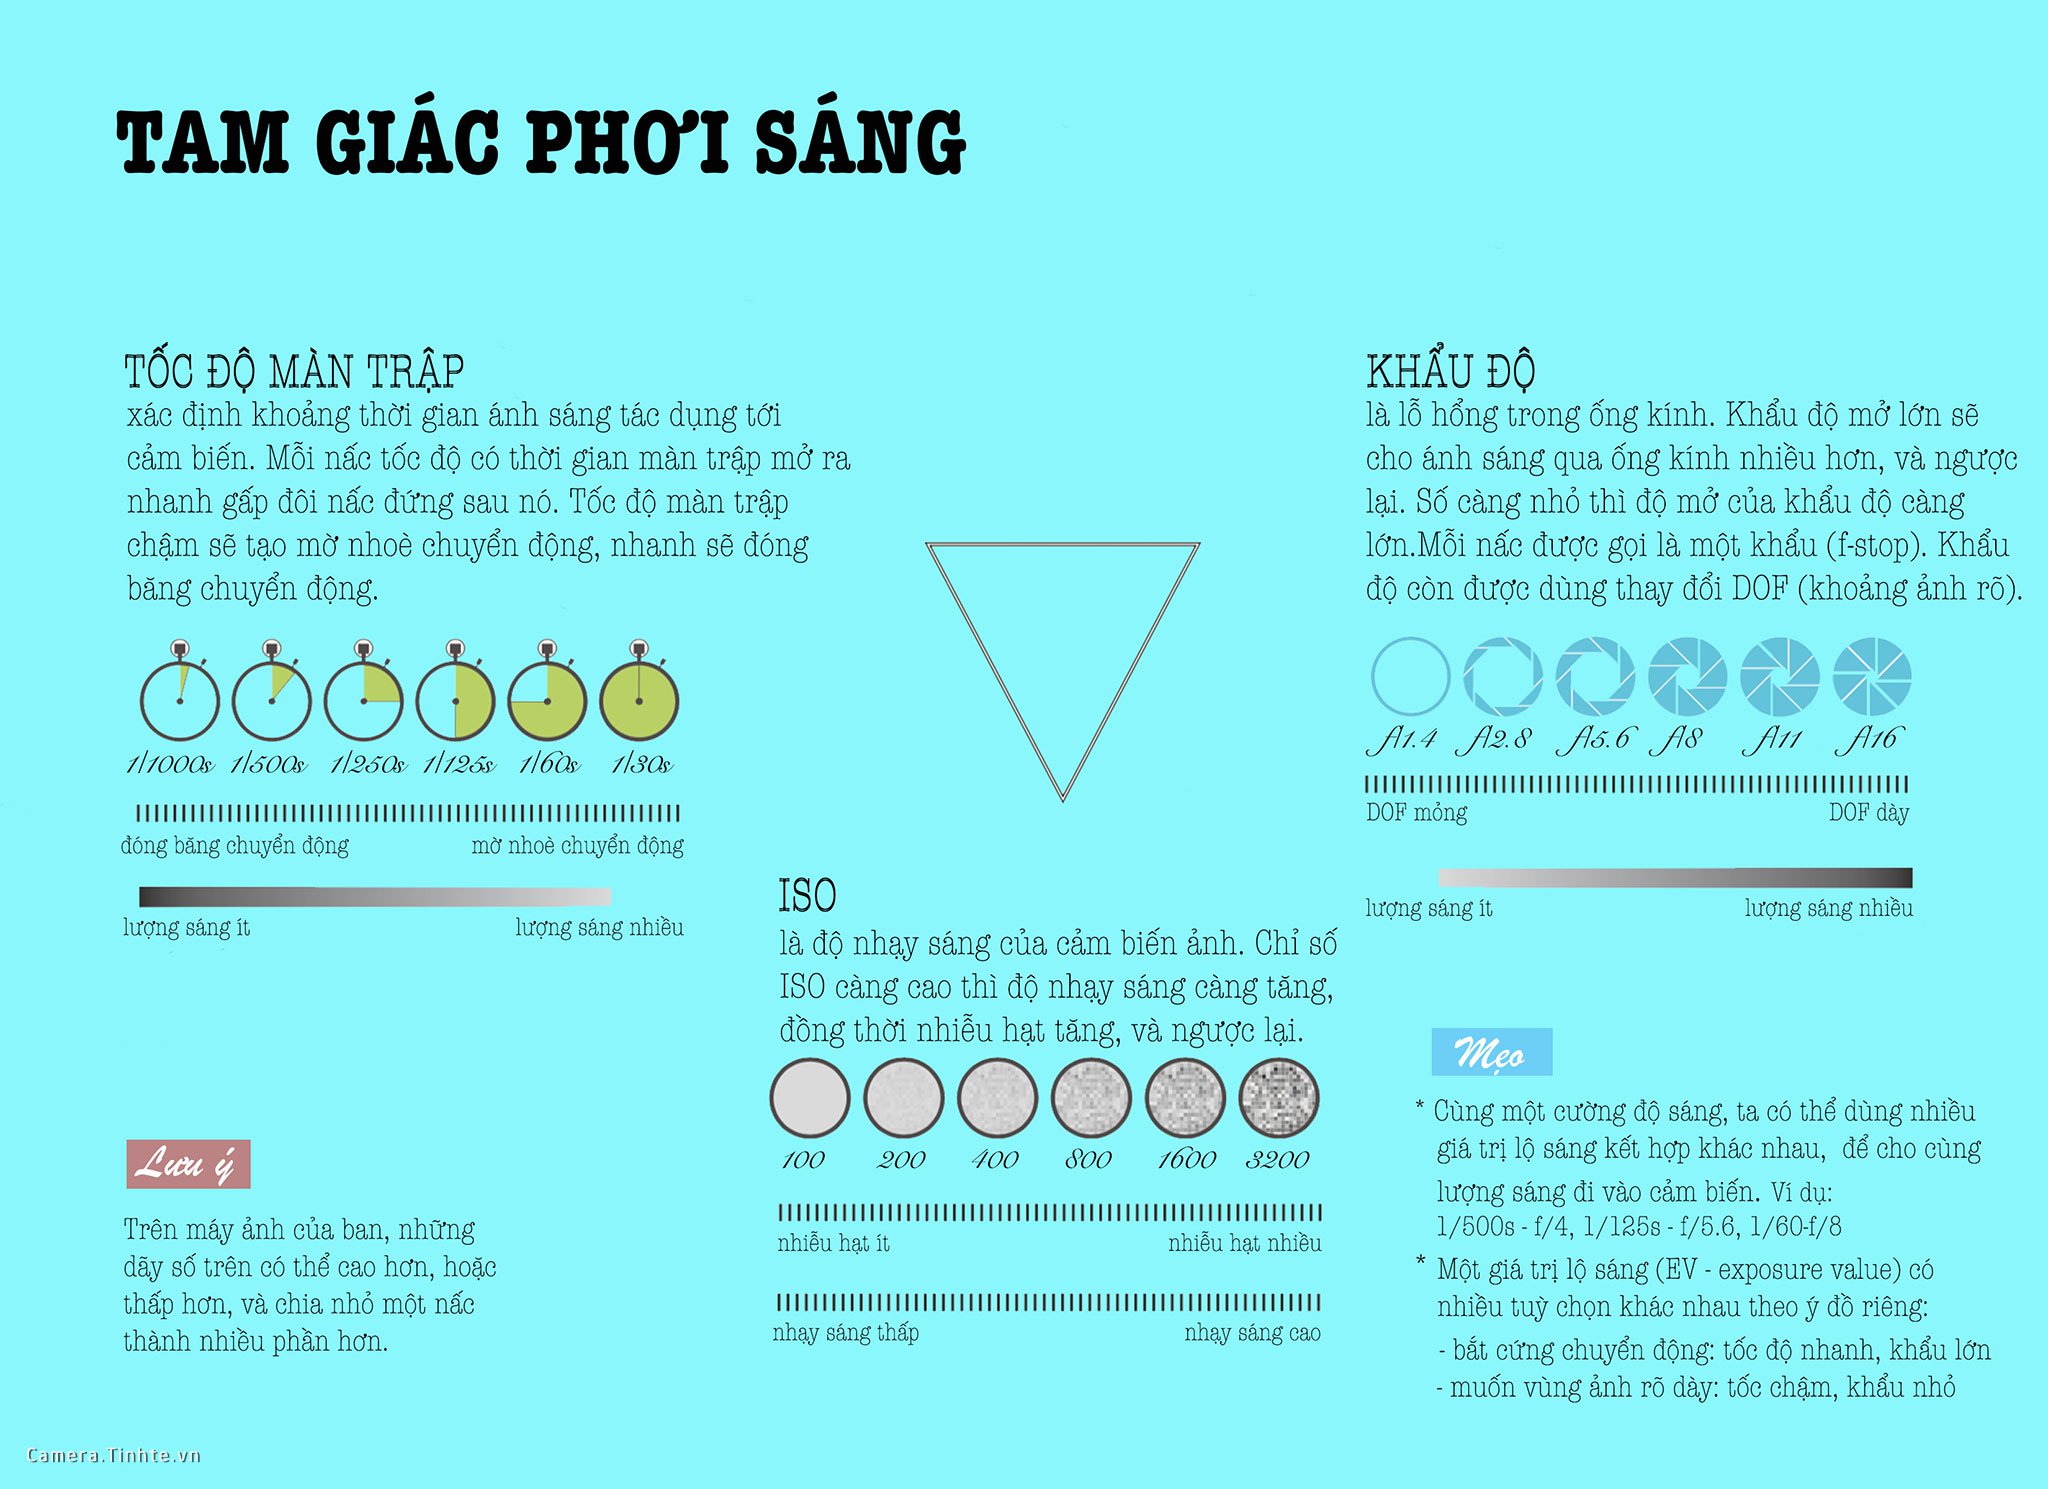 TAM GIÁC PHƠI SÁNG
TỐC ĐỘ MÀN TRẬP
xác định khoảng thời gian ánh sáng tác dụng tới
cảm biến. Mỗi nấc tốc độ có thời gian màn trập mở ra
nhanh gấp đôi nấc đứng sau nó. Tốc độ màn trập
chậm sẽ tạo mờ nhoè chuyển động, nhanh sẽ đóng
băng chuyển động.
1/1000s 1/500s 1/250s 1/125s 1/60s 1/30s
đóng băng chuyển động mờ nhoè chuyển động
lượng sáng ít lượng sáng nhiều
KHẨU ĐỘ
là lỗ hổng trong ống kính. Khẩu độ mở lớn sẽ
cho ánh sáng qua ống kính nhiều hơn, và ngược
lại. Số càng nhỏ thì độ mở của khẩu độ càng
lớn.Mỗi nấc được gọi là một khẩu (f-stop). Khẩu
độ còn được dùng thay đổi DOF (khoảng ảnh rõ).
f/1.4 f/2.8 f/5.6 f/8 f/11 f/16
DOF mỏng DOF dày
lượng sáng ít lượng sáng nhiều
ISO
là độ nhạy sáng của cảm biến ảnh. Chỉ số
ISO càng cao thì độ nhạy sáng càng tăng,
đồng thời nhiễu hạt tăng, và ngược lại.
100 200 400 800 1600 3200
nhiễu hạt ít nhiễu hạt nhiều
nhạy sáng thấp nhạy sáng cao
Lưu ý
Trên máy ảnh của bạn, những
dãy số trên có thể cao hơn, hoặc
thấp hơn, và chia nhỏ một nấc
thành nhiều phần hơn.
Mẹo
* Cùng một cường độ sáng, ta có thể dùng nhiều
giá trị lộ sáng kết hợp khác nhau, để cho cùng
lượng sáng đi vào cảm biến. Ví dụ:
1/500s - f/4, 1/125s - f/5.6, 1/60-f/8
* Một giá trị lộ sáng (EV - exposure value) có
nhiều tuỳ chọn khác nhau theo ý đồ riêng:
- bắt cứng chuyển động: tốc độ nhanh, khẩu lớn
- muốn vùng ảnh rõ dày: tốc chậm, khẩu nhỏ
Camera.Tinhte.vn